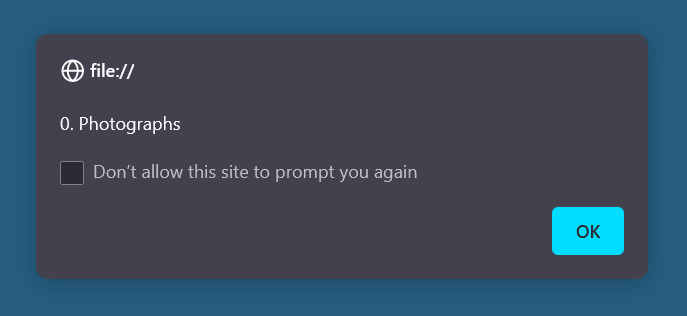 file://
0. Photographs
Don't allow this site to prompt you again
OK